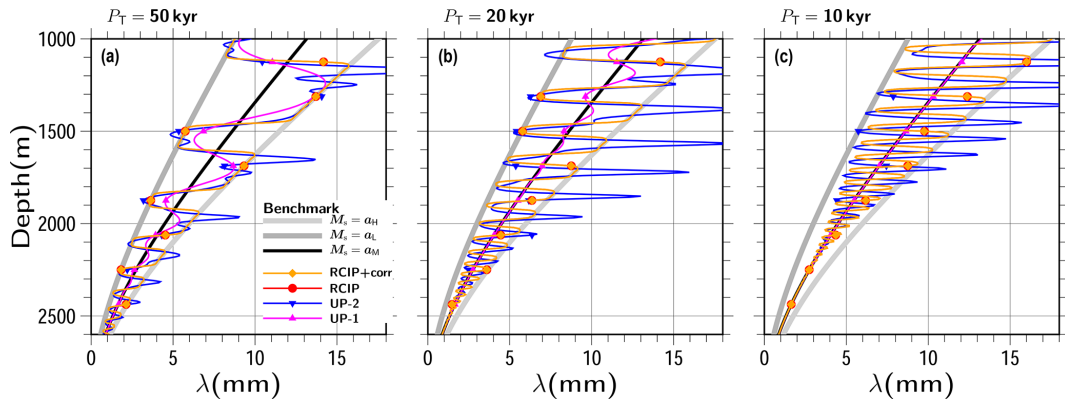 P_T = 50 kyr
P_T = 20 kyr
P_T = 10 kyr
(a)
(b)
(c)
1000
1500
2000
2500
Depth(m)
Benchmark
M_s = a_H
M_s = a_L
M_s = a_M
RCIP+corr
RCIP
UP-2
UP-1
0 5 10 15
0 5 10 15
0 5 10 15
λ(mm)
λ(mm)
λ(mm)